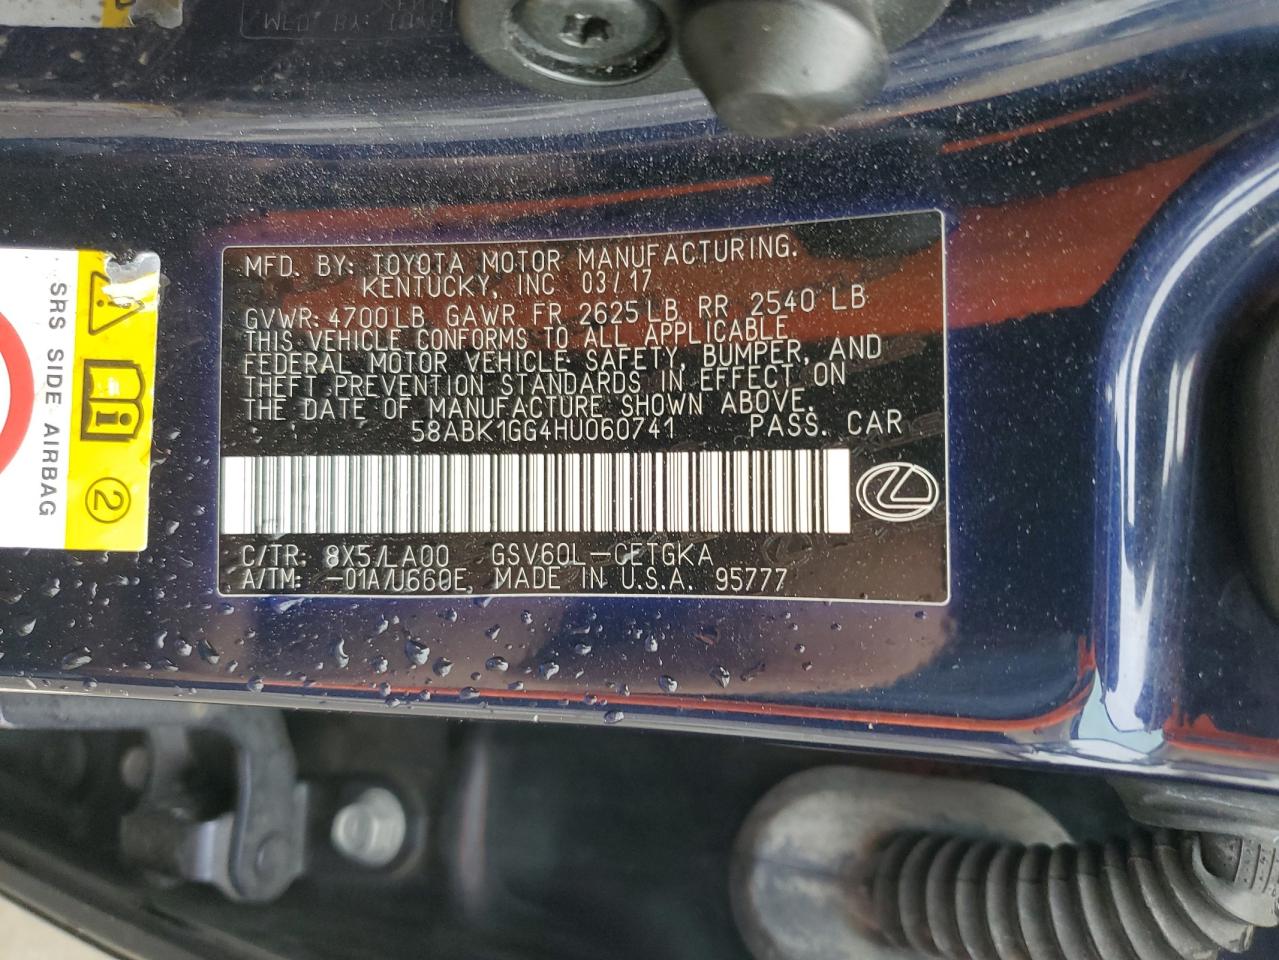 MFD. BY: TOYOTA MOTOR MANUFACTURING.
KENTUCKY, INC 03/17
GVWR: 4700LB GAWR FR 2625LB RR 2540 LB
THIS VEHICLE CONFORMS TO ALL APPLICABLE
FEDERAL MOTOR VEHICLE SAFETY, BUMPER, AND
THEFT PREVENTION STANDARDS IN EFFECT ON
THE DATE OF MANUFACTURE SHOWN ABOVE.
58ABK1GG4HU060741 PASS. CAR
C/TR: 8X5/LA00 GSV60L-CETGKA
A/TM: -01A/U660E, MADE IN U.S.A. 95777
SRS SIDE AIRBAG
2